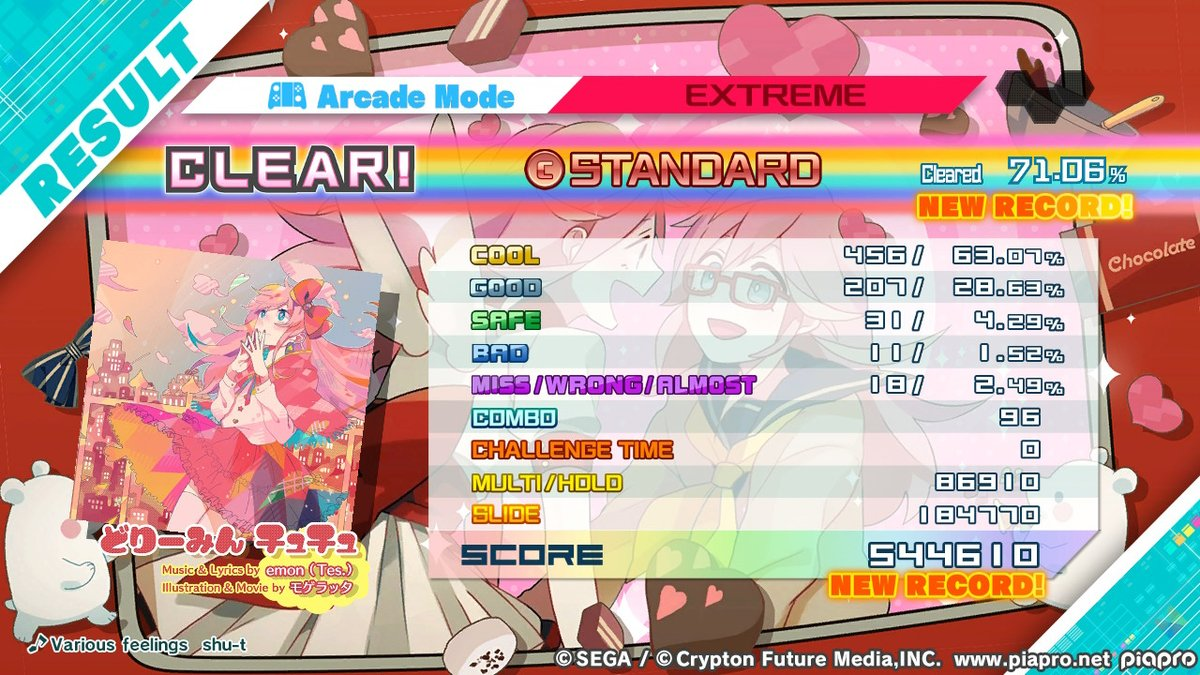 RESULT
Arcade Mode
EXTREME
CLEAR!
G STANDARD
Cleared 71.06%
NEW RECORD!
COOL 456/ 63.07%
GOOD 207/ 28.63%
SAFE 31/ 4.29%
BAD 11/ 1.52%
MISS/WRONG/ALMOST 18/ 2.49%
COMBO 96
CHALLENGE TIME 0
MULTI/HOLD 86910
SLIDE 184770
SCORE 544610
NEW RECORD!
Chocolate
どりーみん チュチュ
Music & Lyrics by emon (Tes.)
Illustration & Movie by モゲラッタ
Various feelings shu-t
© SEGA / © Crypton Future Media,INC. www.piapro.net piapro